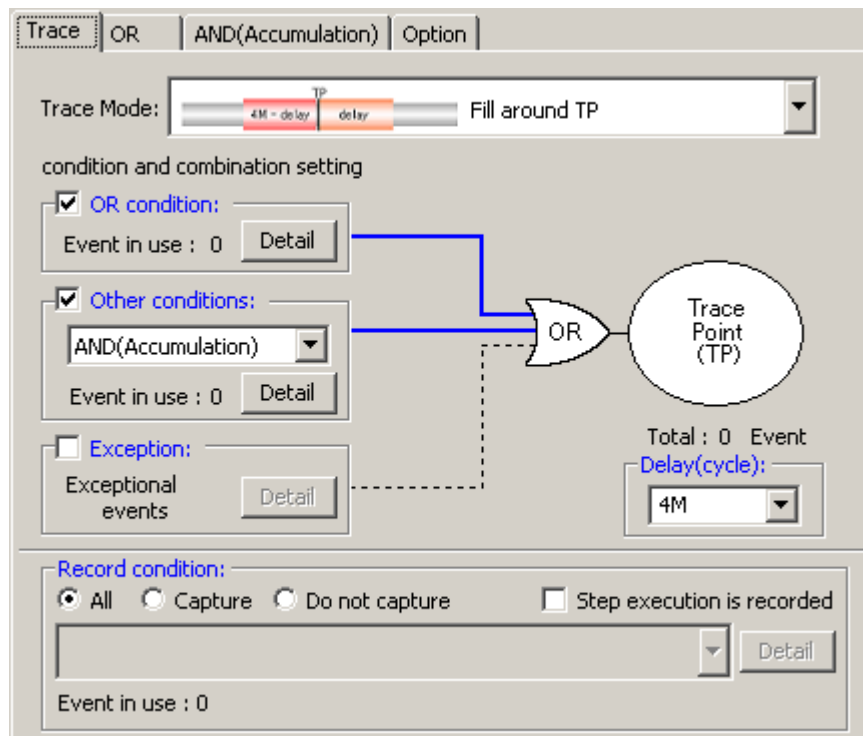 Trace OR AND(Accumulation) Option
Trace Mode: 4M - delay TP delay Fill around TP
condition and combination setting
OR condition:
Event in use : 0 Detail
Other conditions:
AND(Accumulation)
Event in use : 0 Detail
Exception:
Exceptional
events
Detail
OR
Trace
Point
(TP)
Total : 0 Event
Delay(cycle):
4M
Record condition:
All Capture Do not capture Step execution is recorded
Detail
Event in use : 0